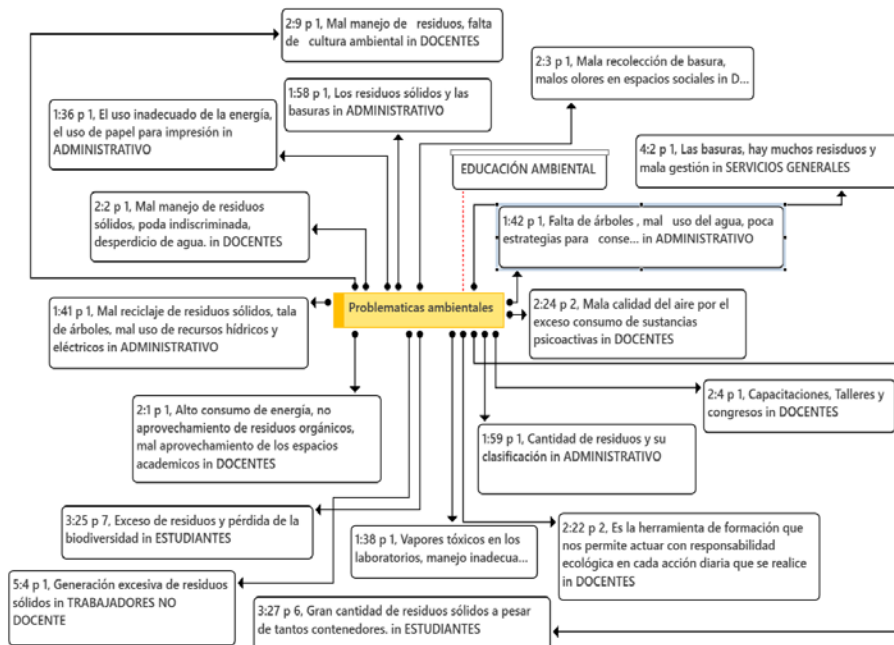 2:9 p 1, Mal manejo de residuos, falta
de cultura ambiental in DOCENTES
2:3 p 1, Mala recolección de basura,
malos olores en espacios sociales in D...
1:58 p 1, Los residuos sólidos y las
basuras in ADMINISTRATIVO
1:36 p 1, El uso inadecuado de la energía,
el uso de papel para impresión in
ADMINISTRATIVO
EDUCACIÓN AMBIENTAL
4:2 p 1, Las basuras, hay muchos resisduos y
mala gestión in SERVICIOS GENERALES
2:2 p 1, Mal manejo de residuos
sólidos, poda indiscriminada,
desperdicio de agua. in DOCENTES
1:42 p 1, Falta de árboles , mal uso del agua, poca
estrategias para conse... in ADMINISTRATIVO
Problematicas ambientales
1:41 p 1, Mal reciclaje de residuos sólidos, tala
de árboles, mal uso de recursos hídricos y
eléctricos in ADMINISTRATIVO
2:24 p 2, Mala calidad del aire por el
exceso consumo de sustancias
psicoactivas in DOCENTES
2:4 p 1, Capacitaciones, Talleres y
congresos in DOCENTES
2:1 p 1, Alto consumo de energía, no
aprovechamiento de residuos orgánicos,
mal aprovechamiento de los espacios
academicos in DOCENTES
1:59 p 1, Cantidad de residuos y su
clasificación in ADMINISTRATIVO
3:25 p 7, Exceso de residuos y pérdida de la
biodiversidad in ESTUDIANTES
1:38 p 1, Vapores tóxicos en los
laboratorios, manejo inadecua...
2:22 p 2, Es la herramienta de formación que
nos permite actuar con responsabilidad
ecológica en cada acción diaria que se realice
in DOCENTES
5:4 p 1, Generación excesiva de residuos
sólidos in TRABAJADORES NO
DOCENTE
3:27 p 6, Gran cantidad de residuos sólidos a pesar
de tantos contenedores. in ESTUDIANTES